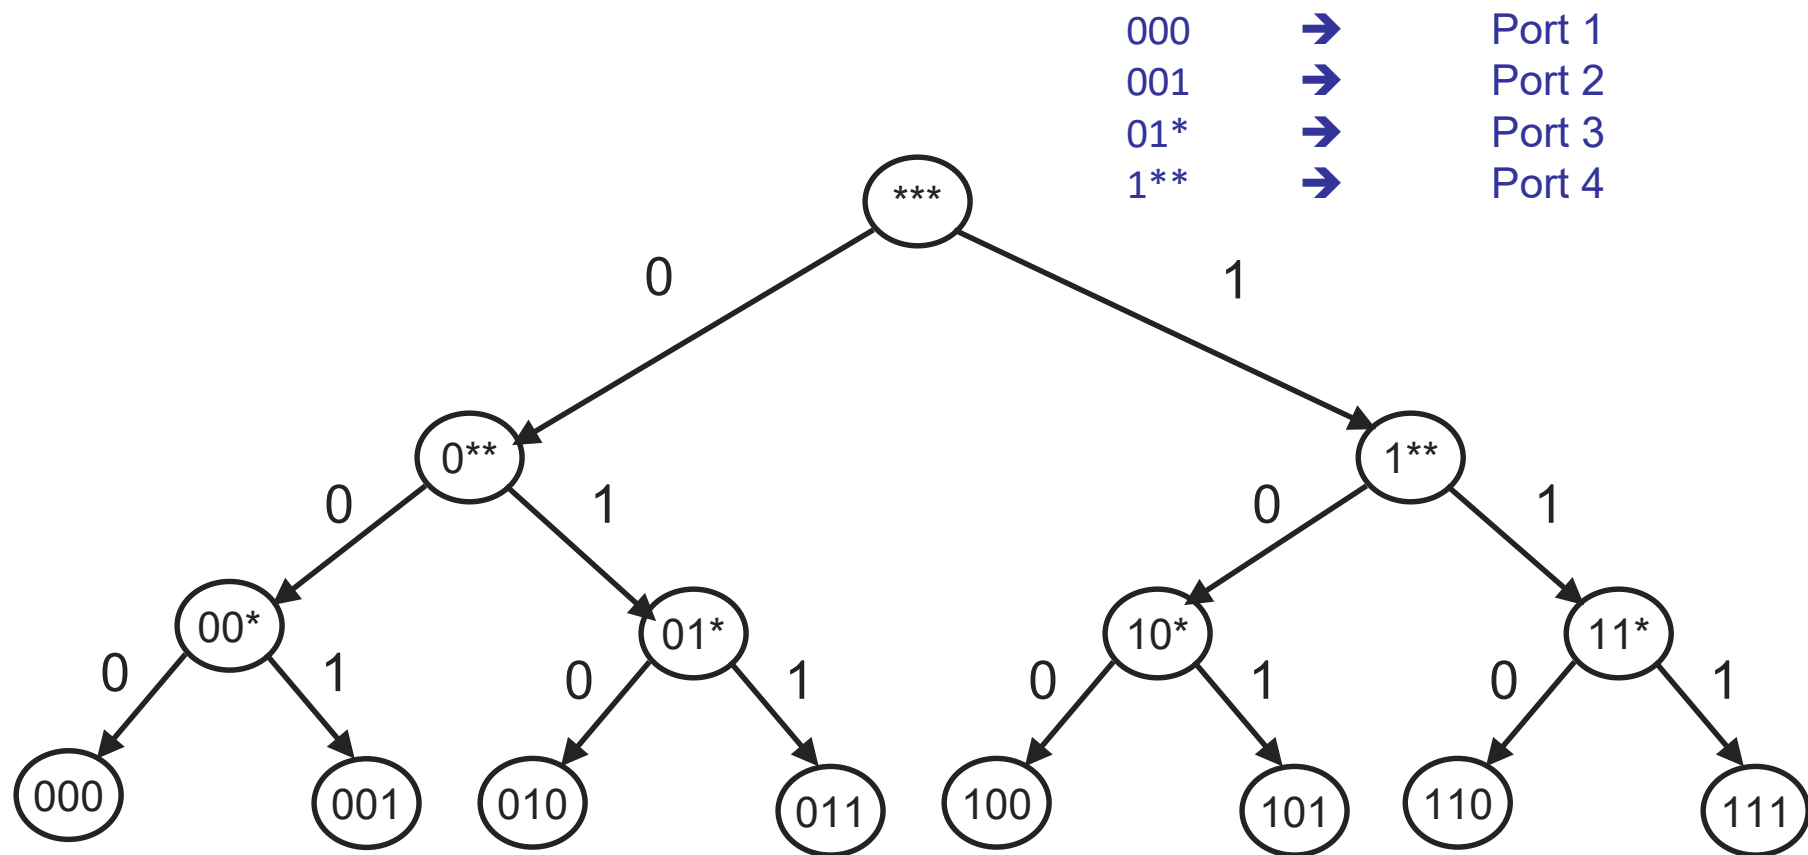 000 ➔ Port 1
001 ➔ Port 2
01* ➔ Port 3
1** ➔ Port 4
***
0 1
0** 1**
0 1 0 1
00* 01* 10* 11*
0 1 0 1 0 1 0 1
000 001 010 011 100 101 110 111